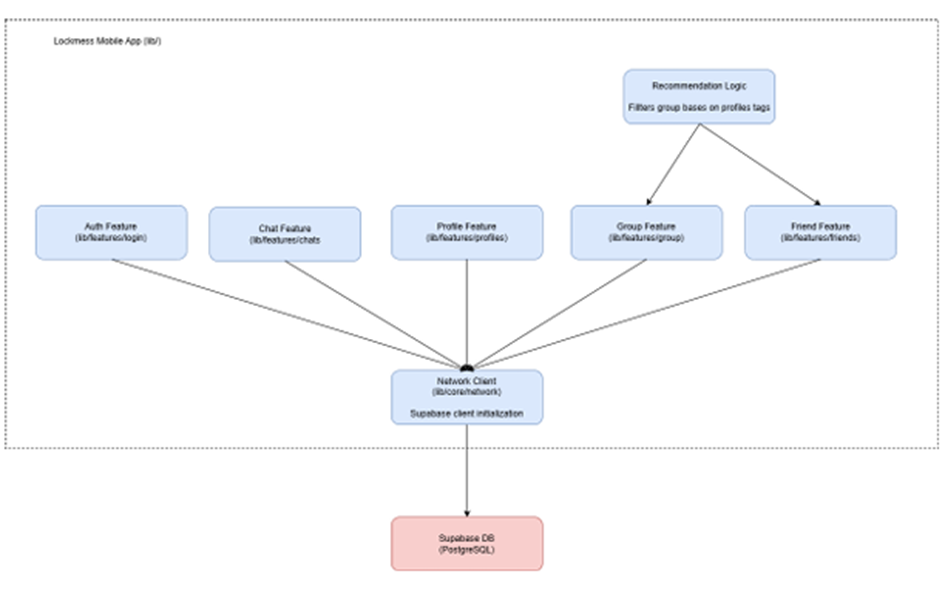 Lockmess Mobile App (lib/)
Recommendation Logic
Filters group bases on profiles tags
Auth Feature
(lib/features/login)
Chat Feature
(lib/features/chats
Profile Feature
(lib/features/profiles)
Group Feature
(lib/features/group)
Friend Feature
(lib/features/friends)
Network Client
(lib/core/network)
Supabase client initialization
Supabase DB
(PostgreSQL)